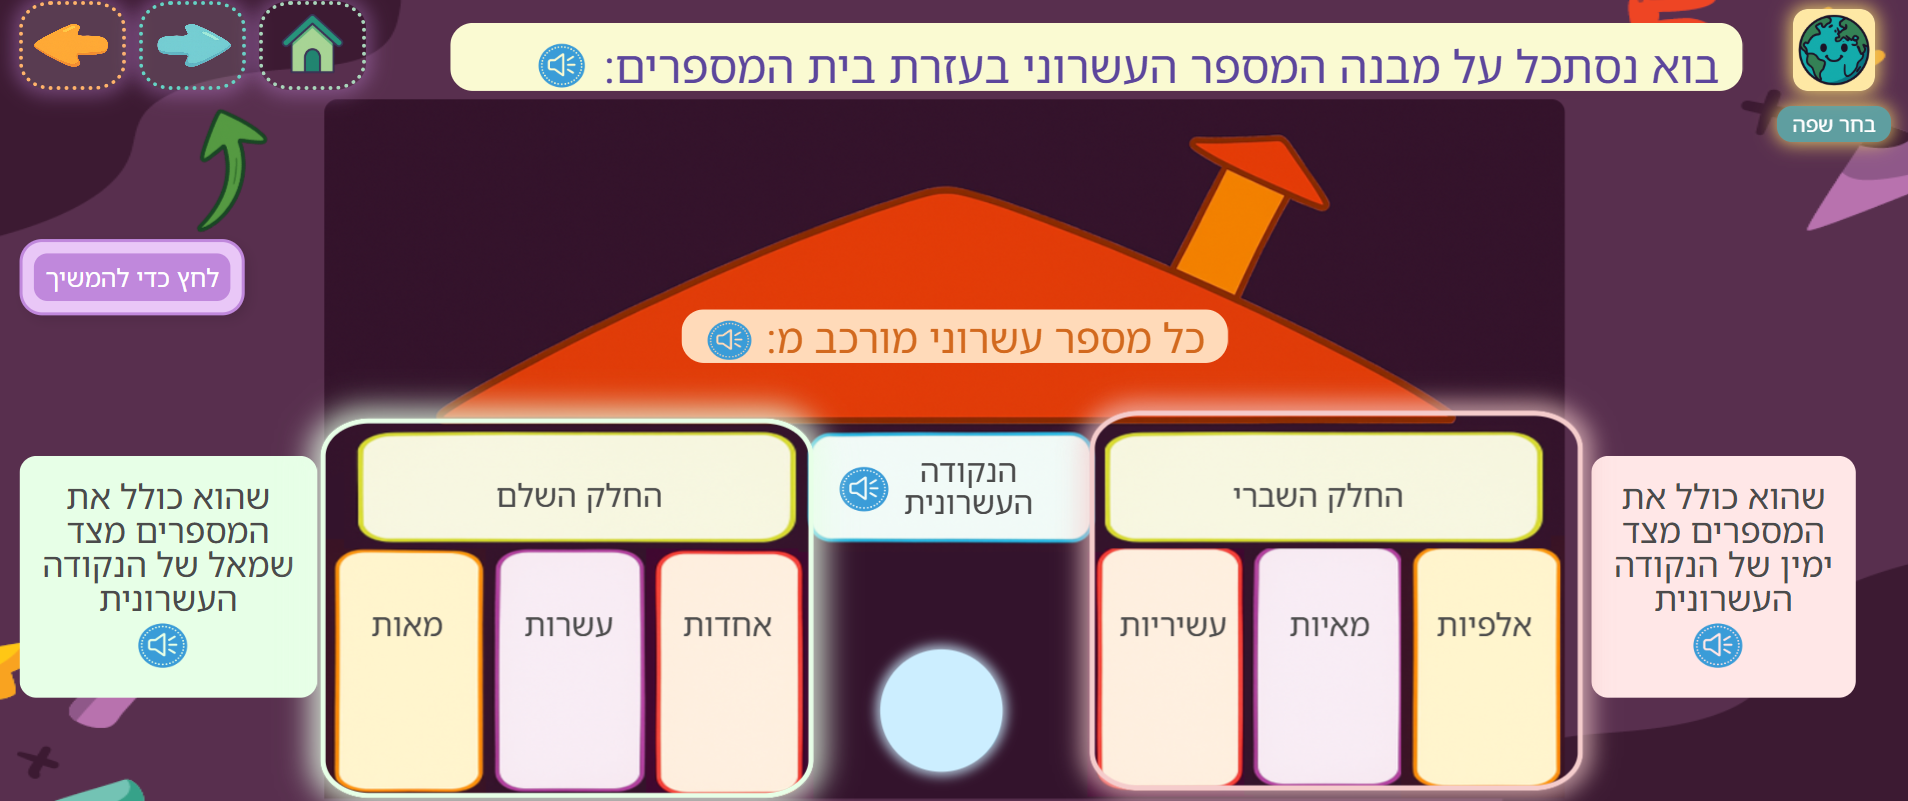 בוא נסתכל על מבנה המספר העשרוני בעזרת בית המספרים:
בחר שפה
לחץ כדי להמשיך
כל מספר עשרוני מורכב מ:
שהוא כולל את
המספרים מצד
ימין של הנקודה
העשרונית
החלק השברי
הנקודה
העשרונית
החלק השלם
שהוא כולל את
המספרים מצד
שמאל של הנקודה
העשרונית
אלפיות
מאיות
עשיריות
אחדות
עשרות
מאות